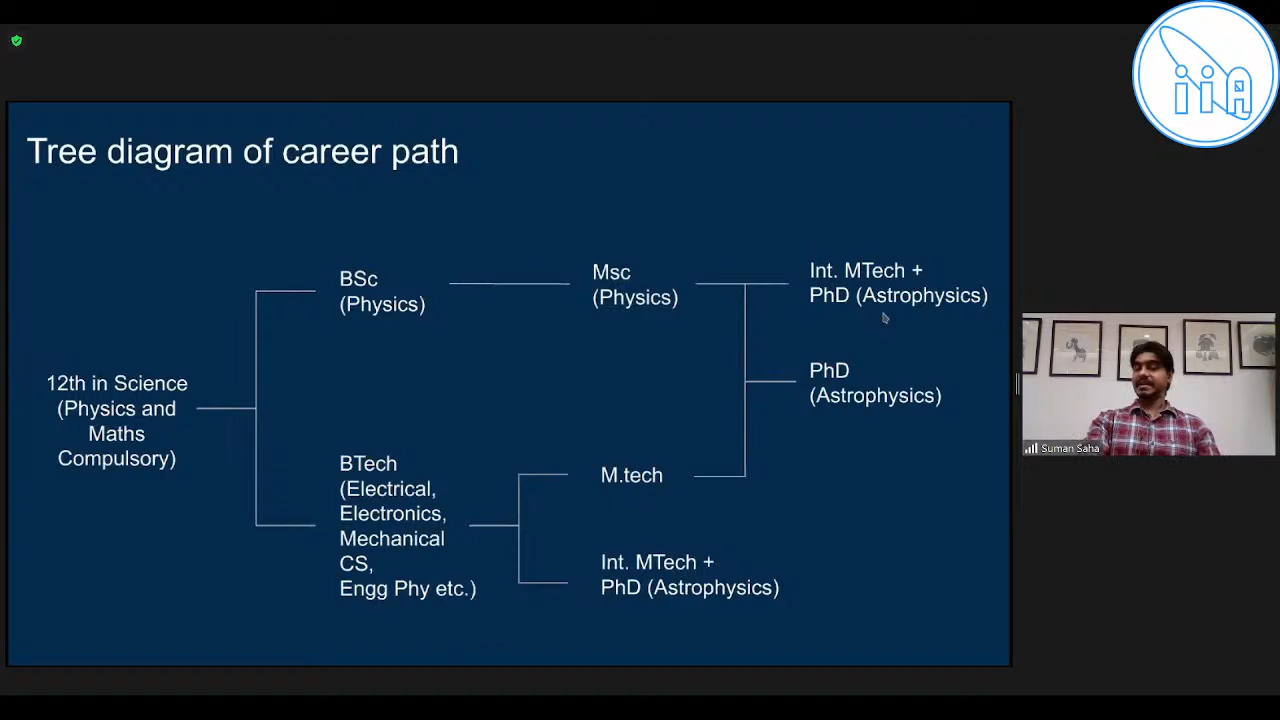 iiA
Tree diagram of career path
BSc
(Physics)
Msc
(Physics)
Int. MTech +
PhD (Astrophysics)
PhD
(Astrophysics)
12th in Science
(Physics and
Maths
Compulsory)
BTech
(Electrical,
Electronics,
Mechanical
CS,
Engg Phy etc.)
M.tech
Int. MTech +
PhD (Astrophysics)
Suman Saha